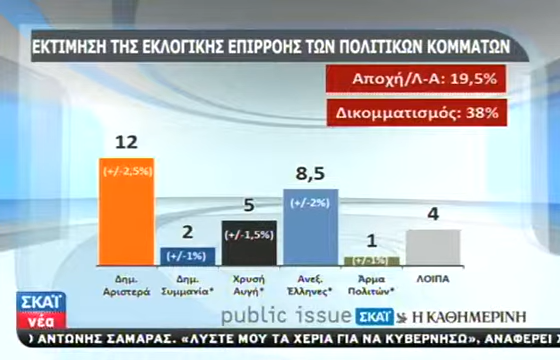 ΕΚΤΙΜΗΣΗ ΤΗΣ ΕΚΛΟΓΙΚΗΣ ΕΠΙΡΡΟΗΣ ΤΩΝ ΠΟΛΙΤΙΚΩΝ ΚΟΜΜΑΤΩΝ
Αποχή/Λ-Α: 19,5%
Δικομματισμός: 38%
12
(+/-2,5%)
2
(+/-1%)
5
(+/-1,5%)
8,5
(+/-2%)
1
(+/-1%)
4
Δημ. Αριστερά
Δημ. Συμμανία*
Χρυσή Αυγή*
Ανεξ. Έλληνες*
Άρμα Πολιτών*
ΛΟΙΠΑ
public issue ΣΚΑΪ Η ΚΑΘΗΜΕΡΙΝΗ
ΣΚΑΪ
νέα
Ο ΑΝΤΩΝΗΣ ΣΑΜΑΡΑΣ. «ΛΥΣΤΕ ΜΟΥ ΤΑ ΧΕΡΙΑ ΓΙΑ ΝΑ ΚΥΒΕΡΝΗΣΩ», ΑΝΑΦΕΡΕ